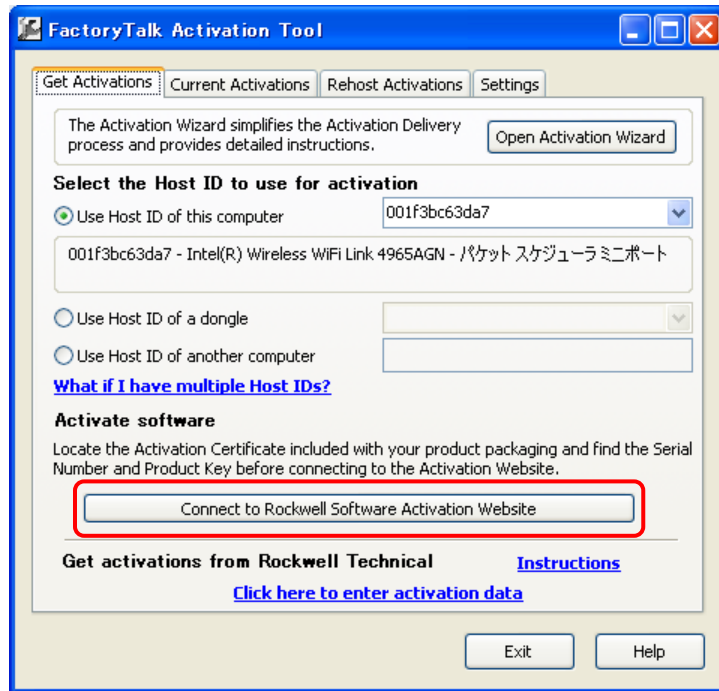 FactoryTalk Activation Tool
Get Activations
Current Activations
Rehost Activations
Settings
The Activation Wizard simplifies the Activation Delivery
process and provides detailed instructions.
Open Activation Wizard
Select the Host ID to use for activation
Use Host ID of this computer
001f3bc63da7
001f3bc63da7 - Intel(R) Wireless WiFi Link 4965AGN - パケット スケジューラ ミニポート
Use Host ID of a dongle
Use Host ID of another computer
What if I have multiple Host IDs?
Activate software
Locate the Activation Certificate included with your product packaging and find the Serial
Number and Product Key before connecting to the Activation Website.
Connect to Rockwell Software Activation Website
Get activations from Rockwell Technical
Instructions
Click here to enter activation data
Exit
Help